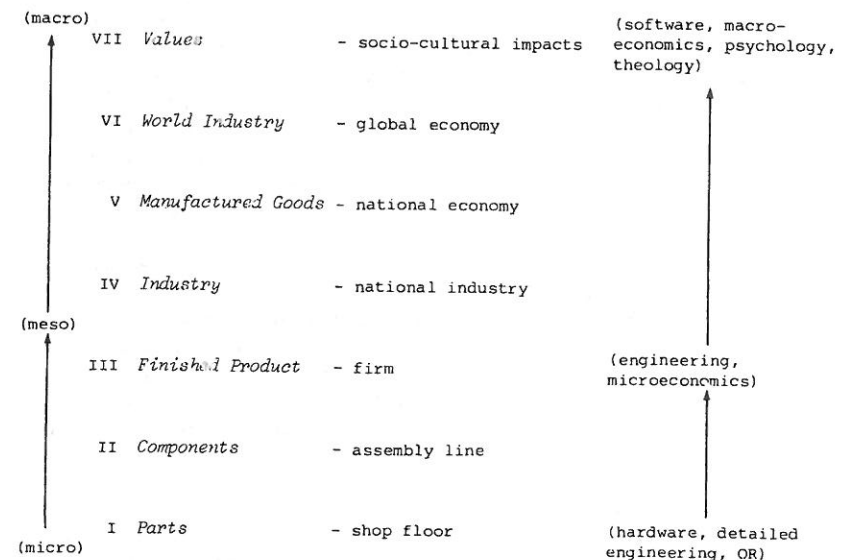 (macro)
VII Values - socio-cultural impacts
(software, macro-
economics, psychology,
theology)
VI World Industry - global economy
V Manufactured Goods - national economy
IV Industry - national industry
(meso)
III Finished Product - firm
(engineering,
microeconomics)
II Components - assembly line
I Parts - shop floor
(micro)
(hardware, detailed
engineering, OR)